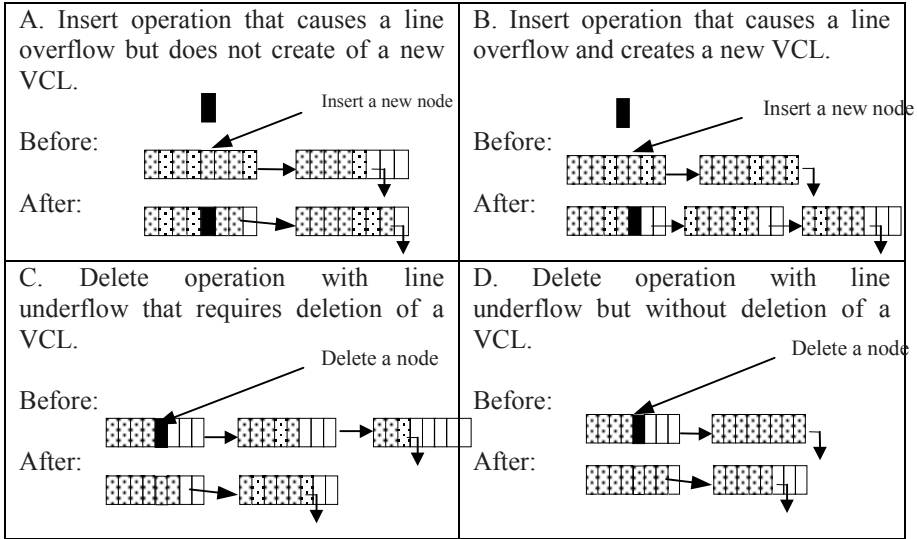 A. Insert operation that causes a line
overflow but does not create of a new
VCL.
Insert a new node
Before:
After:
B. Insert operation that causes a line
overflow and creates a new VCL.
Insert a new node
Before:
After:
C. Delete operation with line
underflow that requires deletion of a
VCL.
Delete a node
Before:
After:
D. Delete operation with line
underflow but without deletion of a
VCL.
Delete a node
Before:
After: